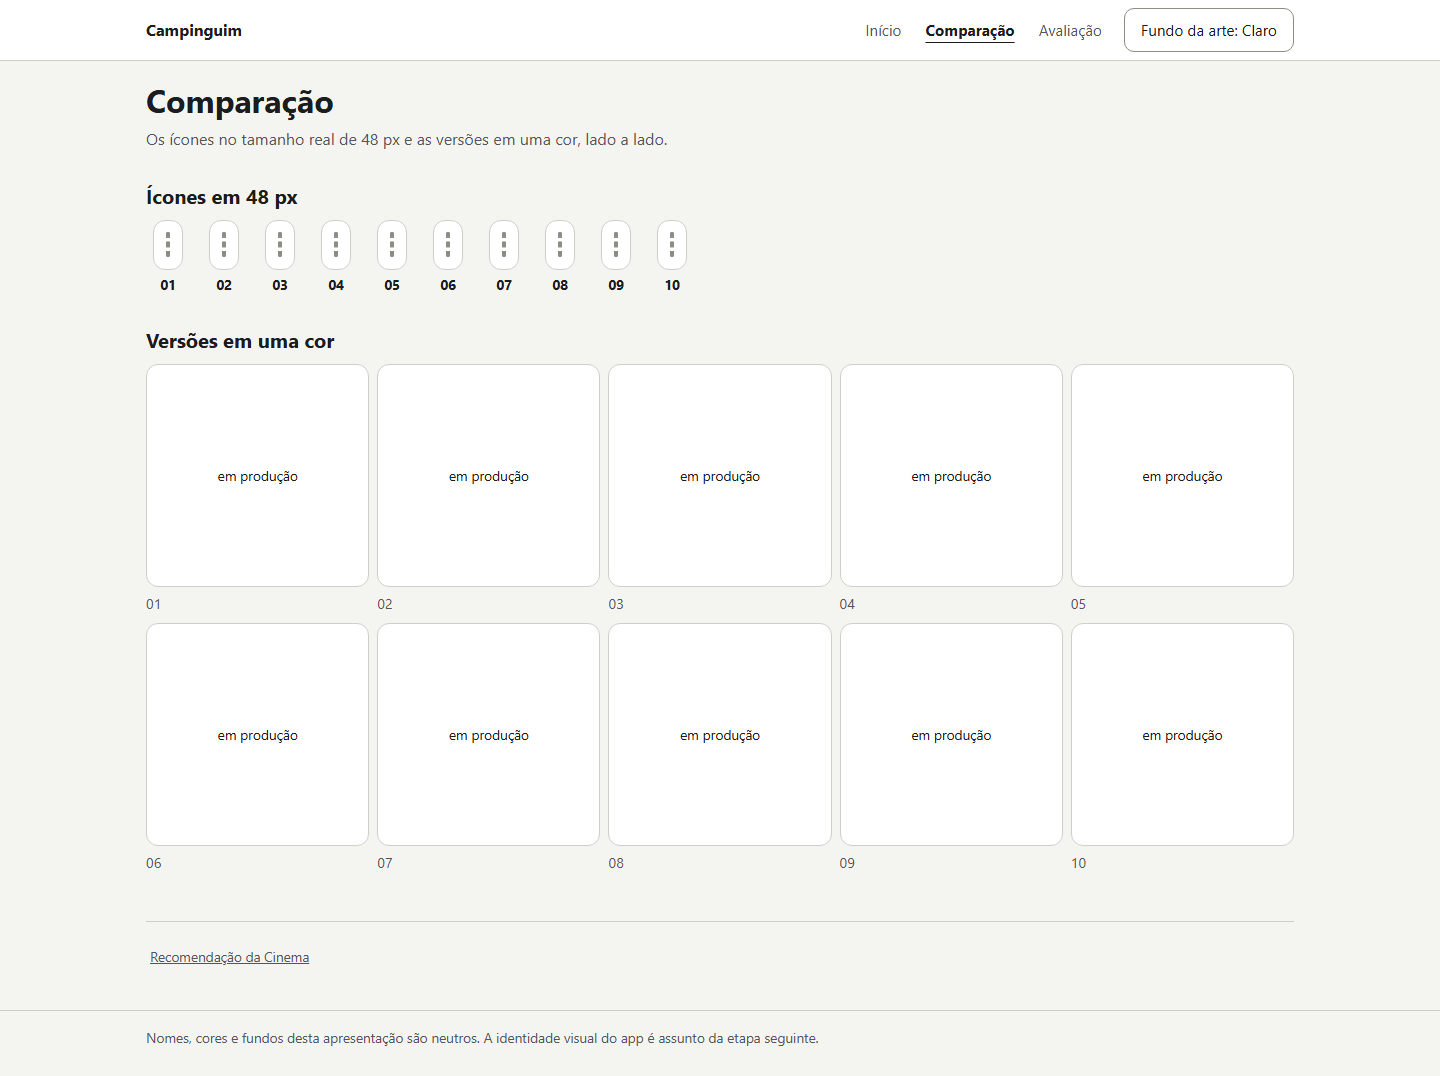 Campinguim
Início
Comparação
Avaliação
Fundo da arte: Claro
Comparação
Os ícones no tamanho real de 48 px e as versões em uma cor, lado a lado.
Ícones em 48 px
01
02
03
04
05
06
07
08
09
10
Versões em uma cor
em produção
em produção
em produção
em produção
em produção
01
02
03
04
05
em produção
em produção
em produção
em produção
em produção
06
07
08
09
10
Recomendação da Cinema
Nomes, cores e fundos desta apresentação são neutros. A identidade visual do app é assunto da etapa seguinte.